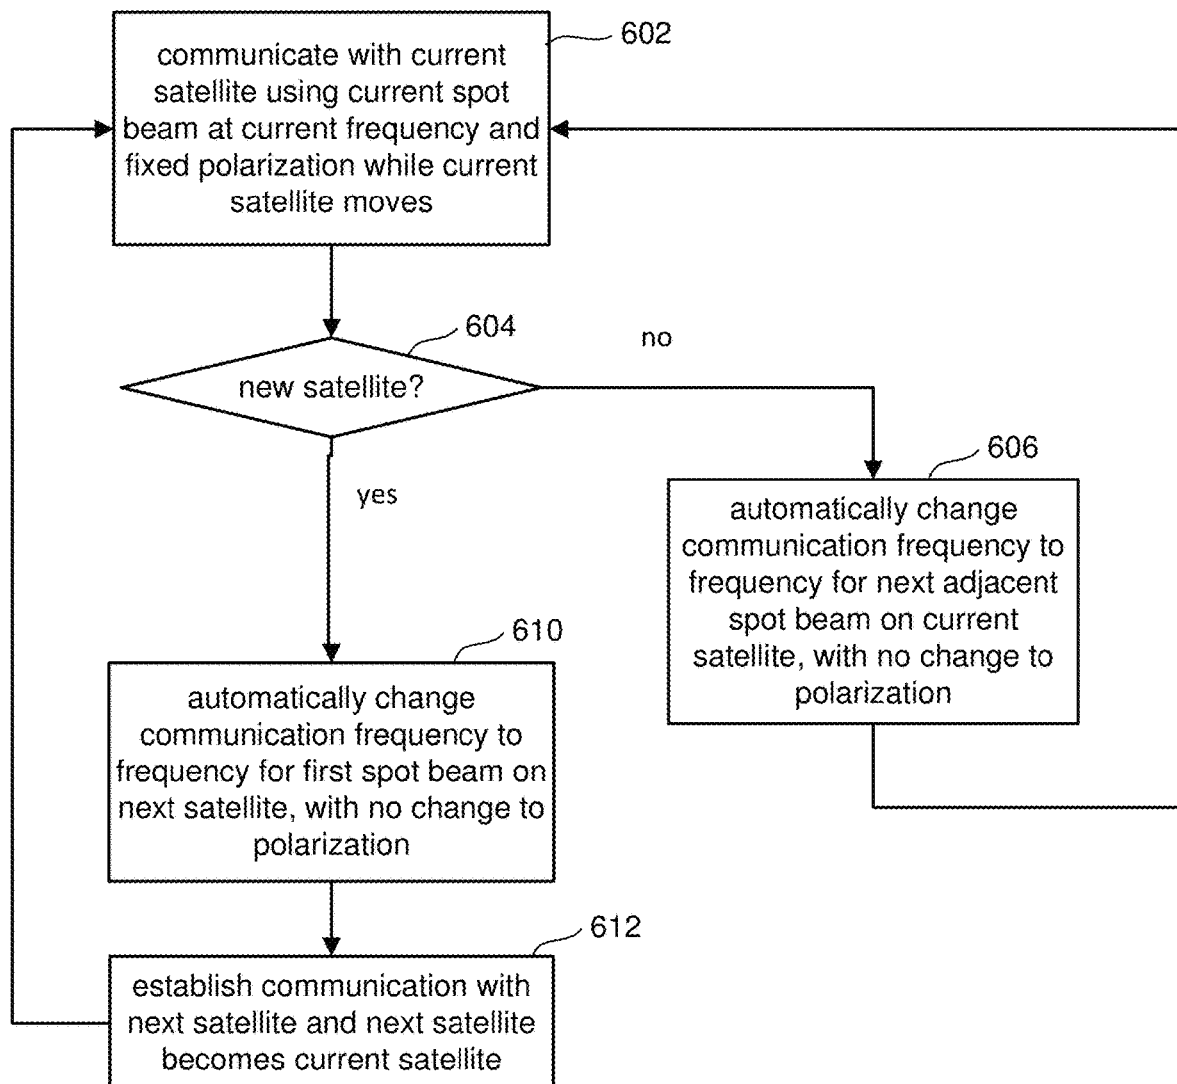 602
communicate with current
satellite using current spot
beam at current frequency and
fixed polarization while current
satellite moves
604
new satellite?
no
yes
606
automatically change
communication frequency to
frequency for next adjacent
spot beam on current
satellite, with no change to
polarization
610
automatically change
communication frequency to
frequency for first spot beam on
next satellite, with no change to
polarization
612
establish communication with
next satellite and next satellite
becomes current satellite